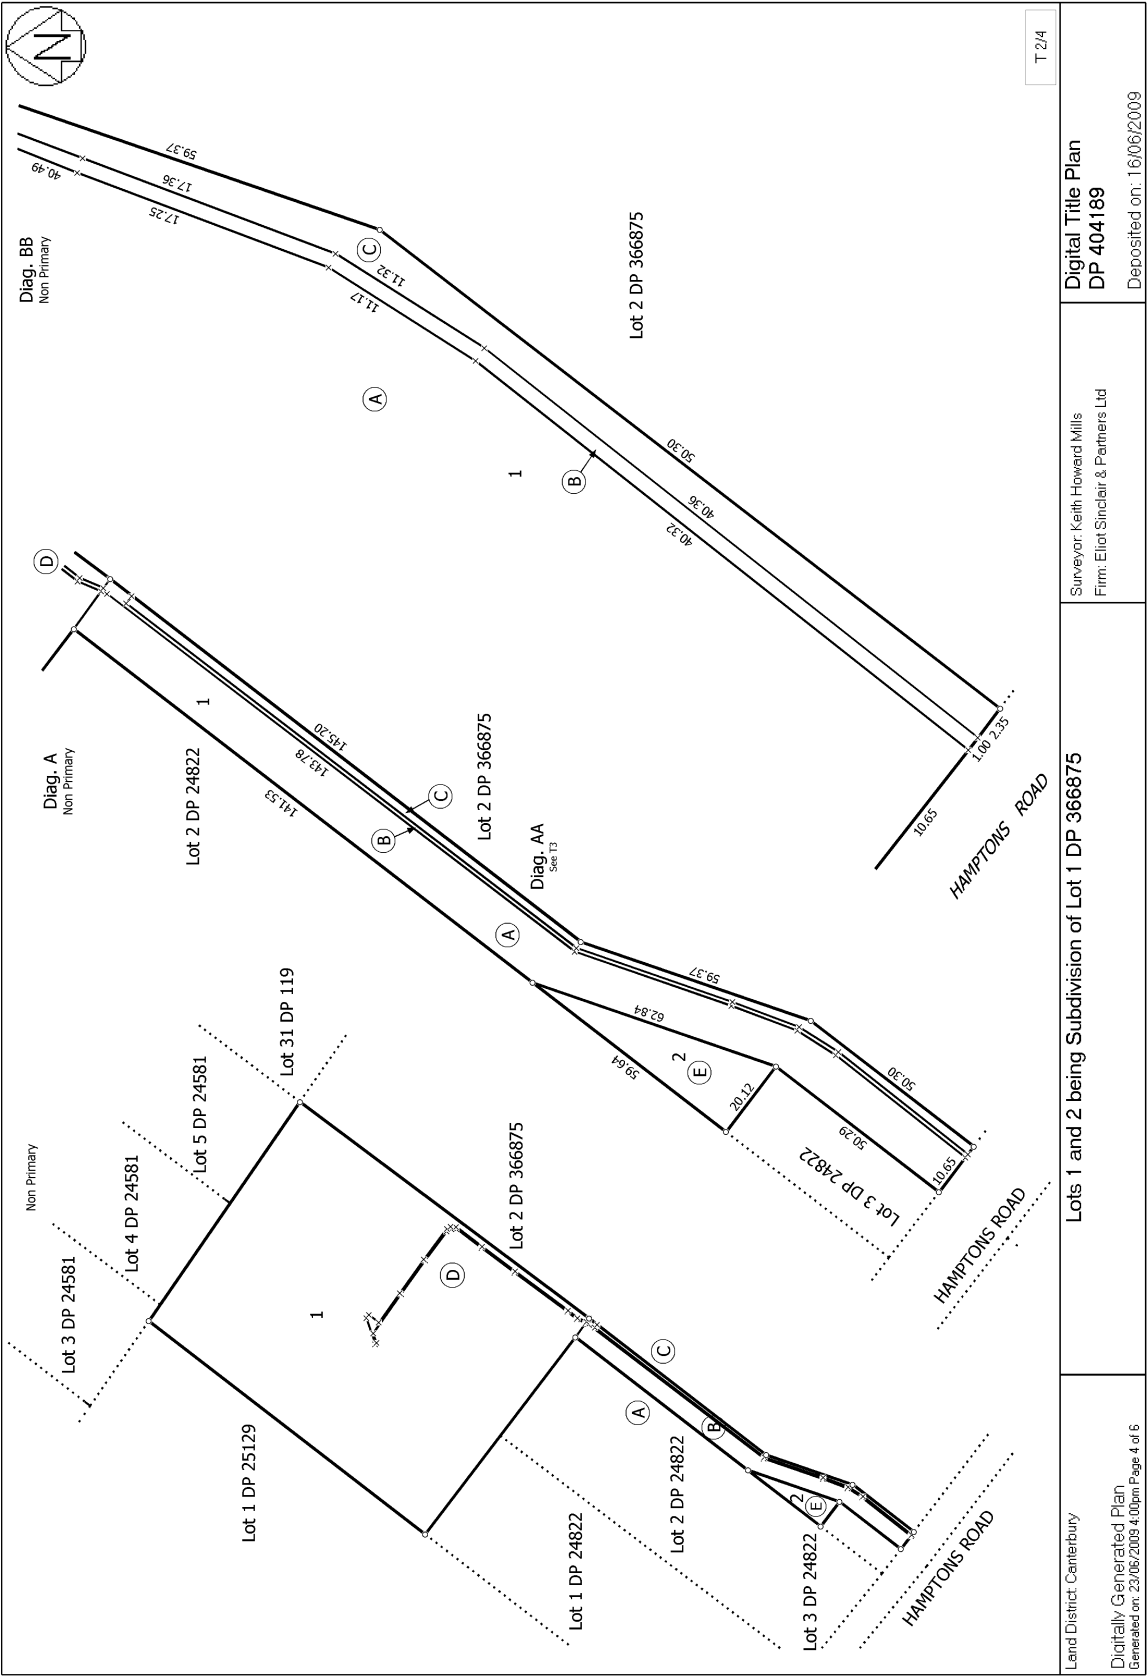 N
T 2/4
Non Primary
Lot 3 DP 24581
Lot 4 DP 24581
Lot 5 DP 24581
Lot 31 DP 119
Lot 1 DP 25129
1
Lot 2 DP 366875
D
C
A
B
2
E
Lot 1 DP 24822
Lot 2 DP 24822
Lot 3 DP 24822
HAMPTONS ROAD
Diag. A
Non Primary
D
Lot 2 DP 24822
1
141.53
143.78
145.20
B
C
Lot 2 DP 366875
Diag. AA
See T3
A
59.37
62.84
59.64
2
E
20.12
50.29
50.30
10.65
Lot 3 DP 24822
HAMPTONS ROAD
Diag. BB
Non Primary
40.49
59.37
17.36
17.25
C
11.32
11.17
A
1
B
Lot 2 DP 366875
50.30
40.36
40.32
10.65
1.00
2.35
HAMPTONS ROAD
Land District: Canterbury
Digitally Generated Plan
Generated on: 23/06/2009 4:00pm Page 4 of 6
Lots 1 and 2 being Subdivision of Lot 1 DP 366875
Surveyor: Keith Howard Mills
Firm: Eliot Sinclair & Partners Ltd
Digital Title Plan
DP 404189
Deposited on: 16/06/2009